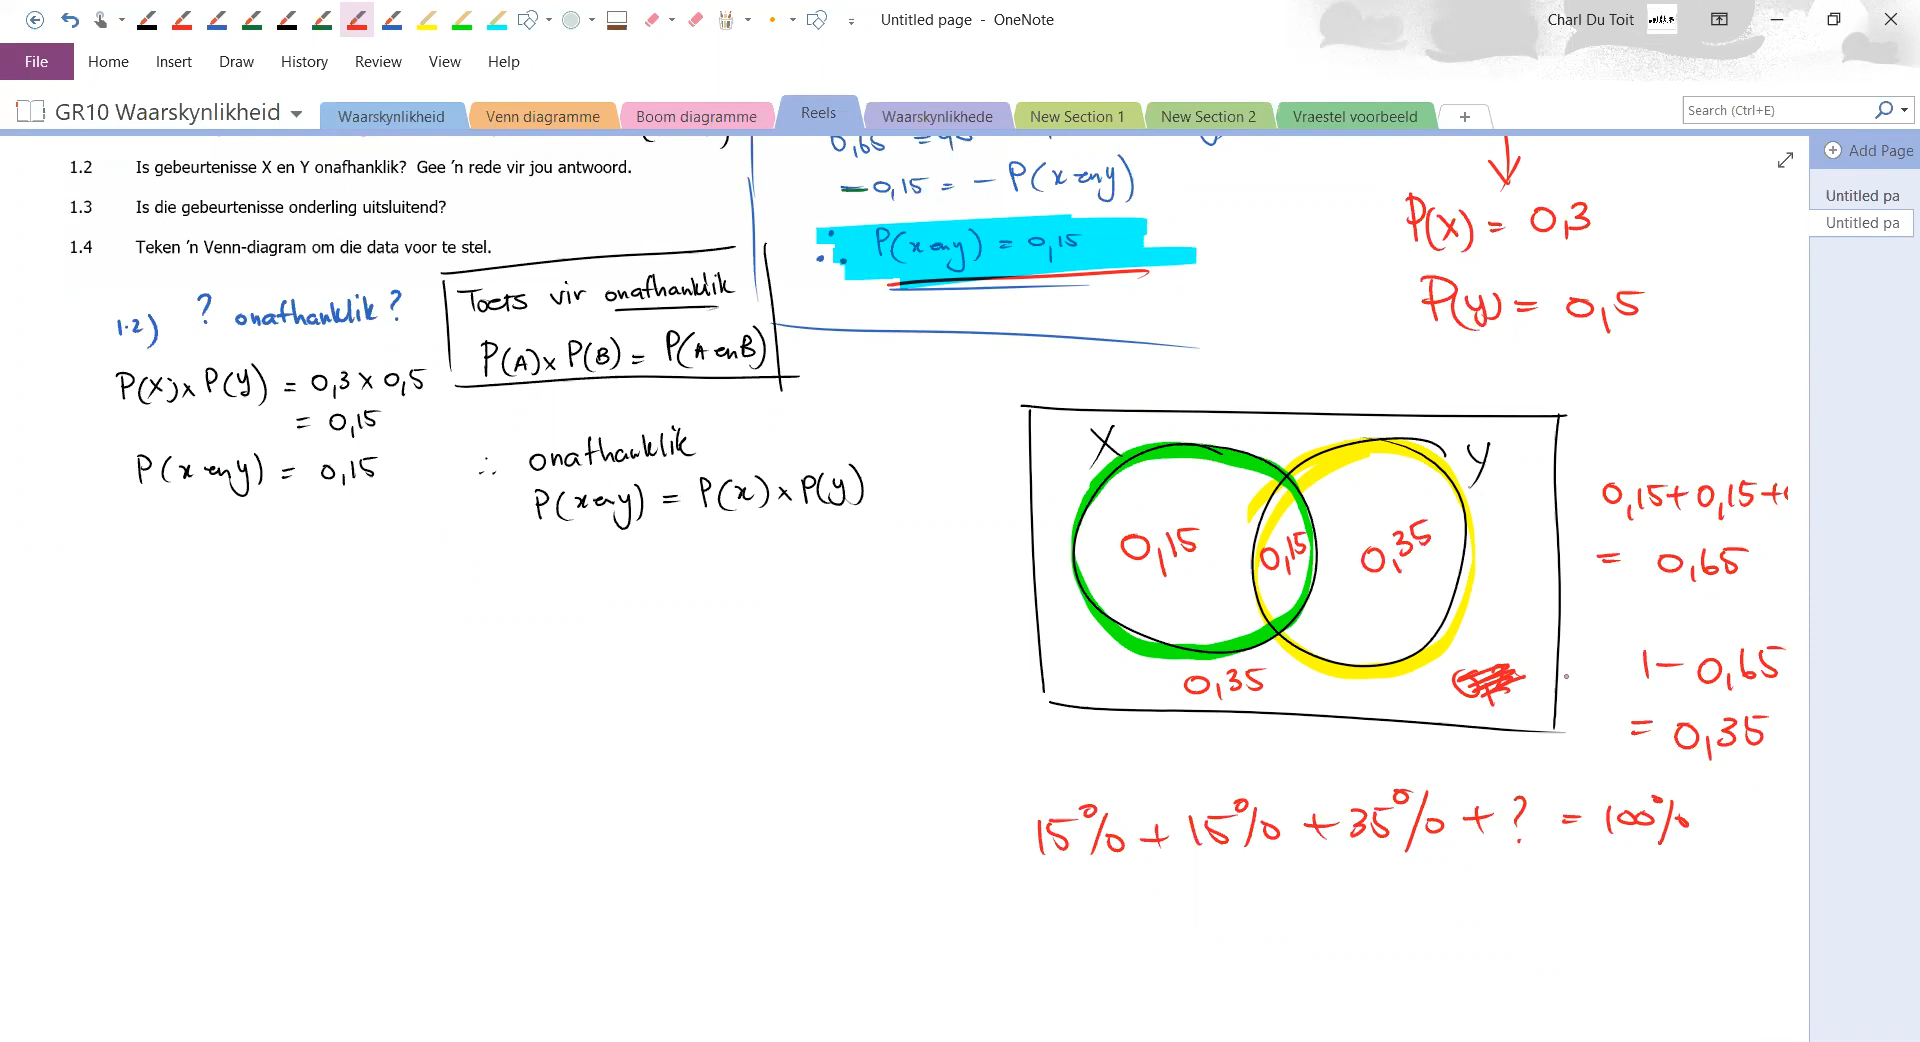 Untitled page - OneNote
Charl Du Toit
File Home Insert Draw History Review View Help
GR10 Waarskynlikheid
Waarskynlikheid
Venn diagramme
Boom diagramme
Reels
Waarskynlikhede
New Section 1
New Section 2
Vraestel voorbeeld
+
Search (Ctrl+E)
Add Page
Untitled pa
Untitled pa
1.2 Is gebeurtenisse X en Y onafhanklik? Gee 'n rede vir jou antwoord.
1.3 Is die gebeurtenisse onderling uitsluitend?
1.4 Teken 'n Venn-diagram om die data voor te stel.
-0,15 = - P(x en y)
∴ P(x en y) = 0,15
P(X) = 0,3
P(y) = 0,5
1.2) ? onafhanklik?
Toets vir onafhanklik
P(A) x P(B) = P(A en B)
P(X) x P(Y) = 0,3 x 0,5
= 0,15
P(x en y) = 0,15
∴ onafhanklik
P(x en y) = P(x) x P(y)
X
Y
0,15
0,15
0,35
0,35
0,15+0,15+
= 0,65
1 - 0,65
= 0,35
15% + 15% + 35% + ? = 100%